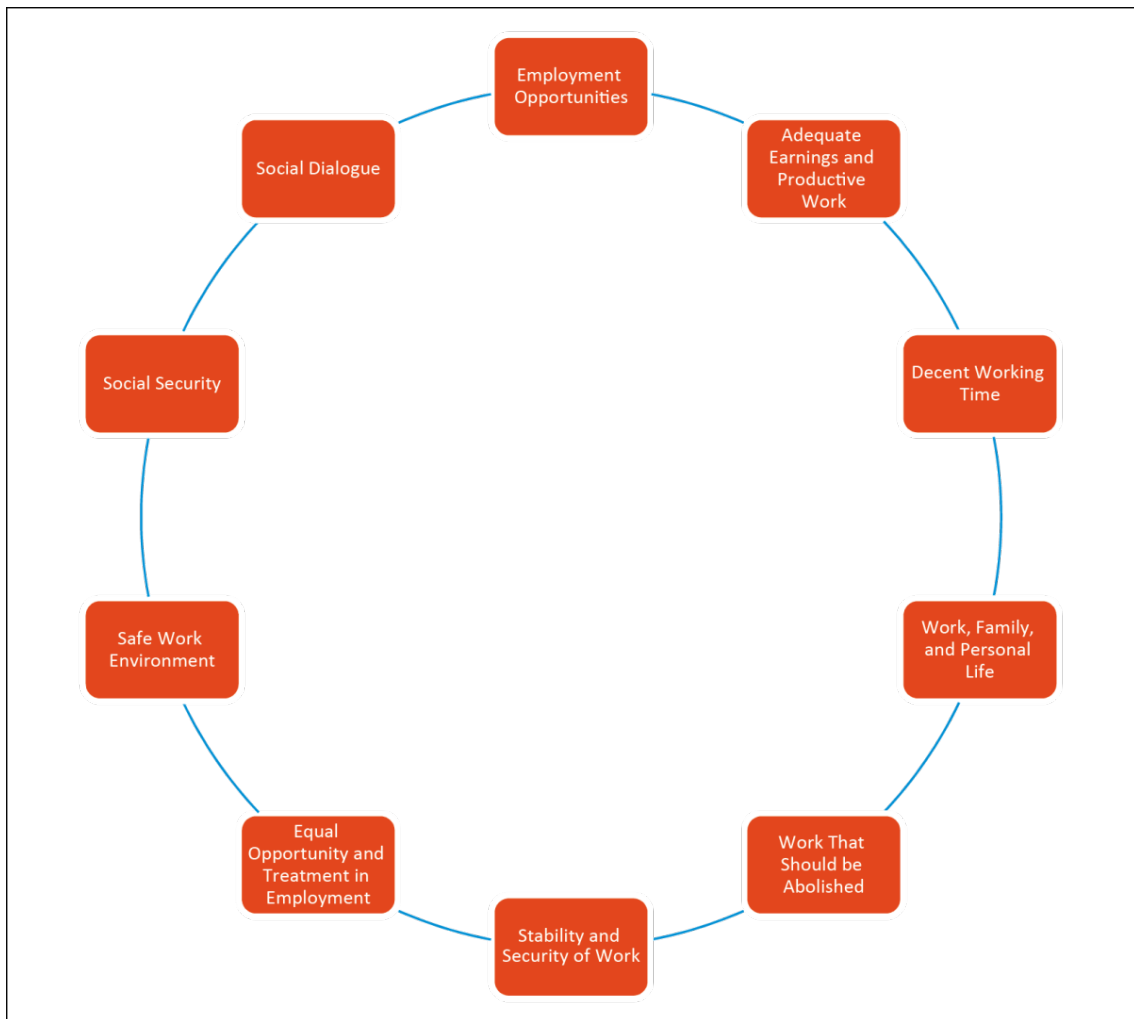 Employment
Opportunities
Adequate
Earnings and
Productive
Work
Decent Working
Time
Work, Family,
and Personal
Life
Work That
Should be
Abolished
Stability and
Security of Work
Equal
Opportunity and
Treatment in
Employment
Safe Work
Environment
Social Security
Social Dialogue